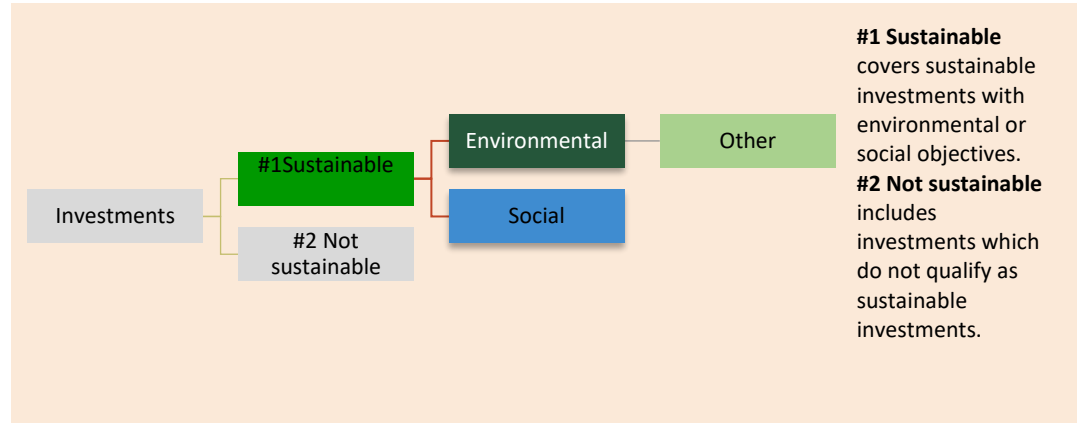 Investments
#1Sustainable
#2 Not
sustainable
Environmental
Social
Other
#1 Sustainable
covers sustainable
investments with
environmental or
social objectives.
#2 Not sustainable
includes
investments which
do not qualify as
sustainable
investments.